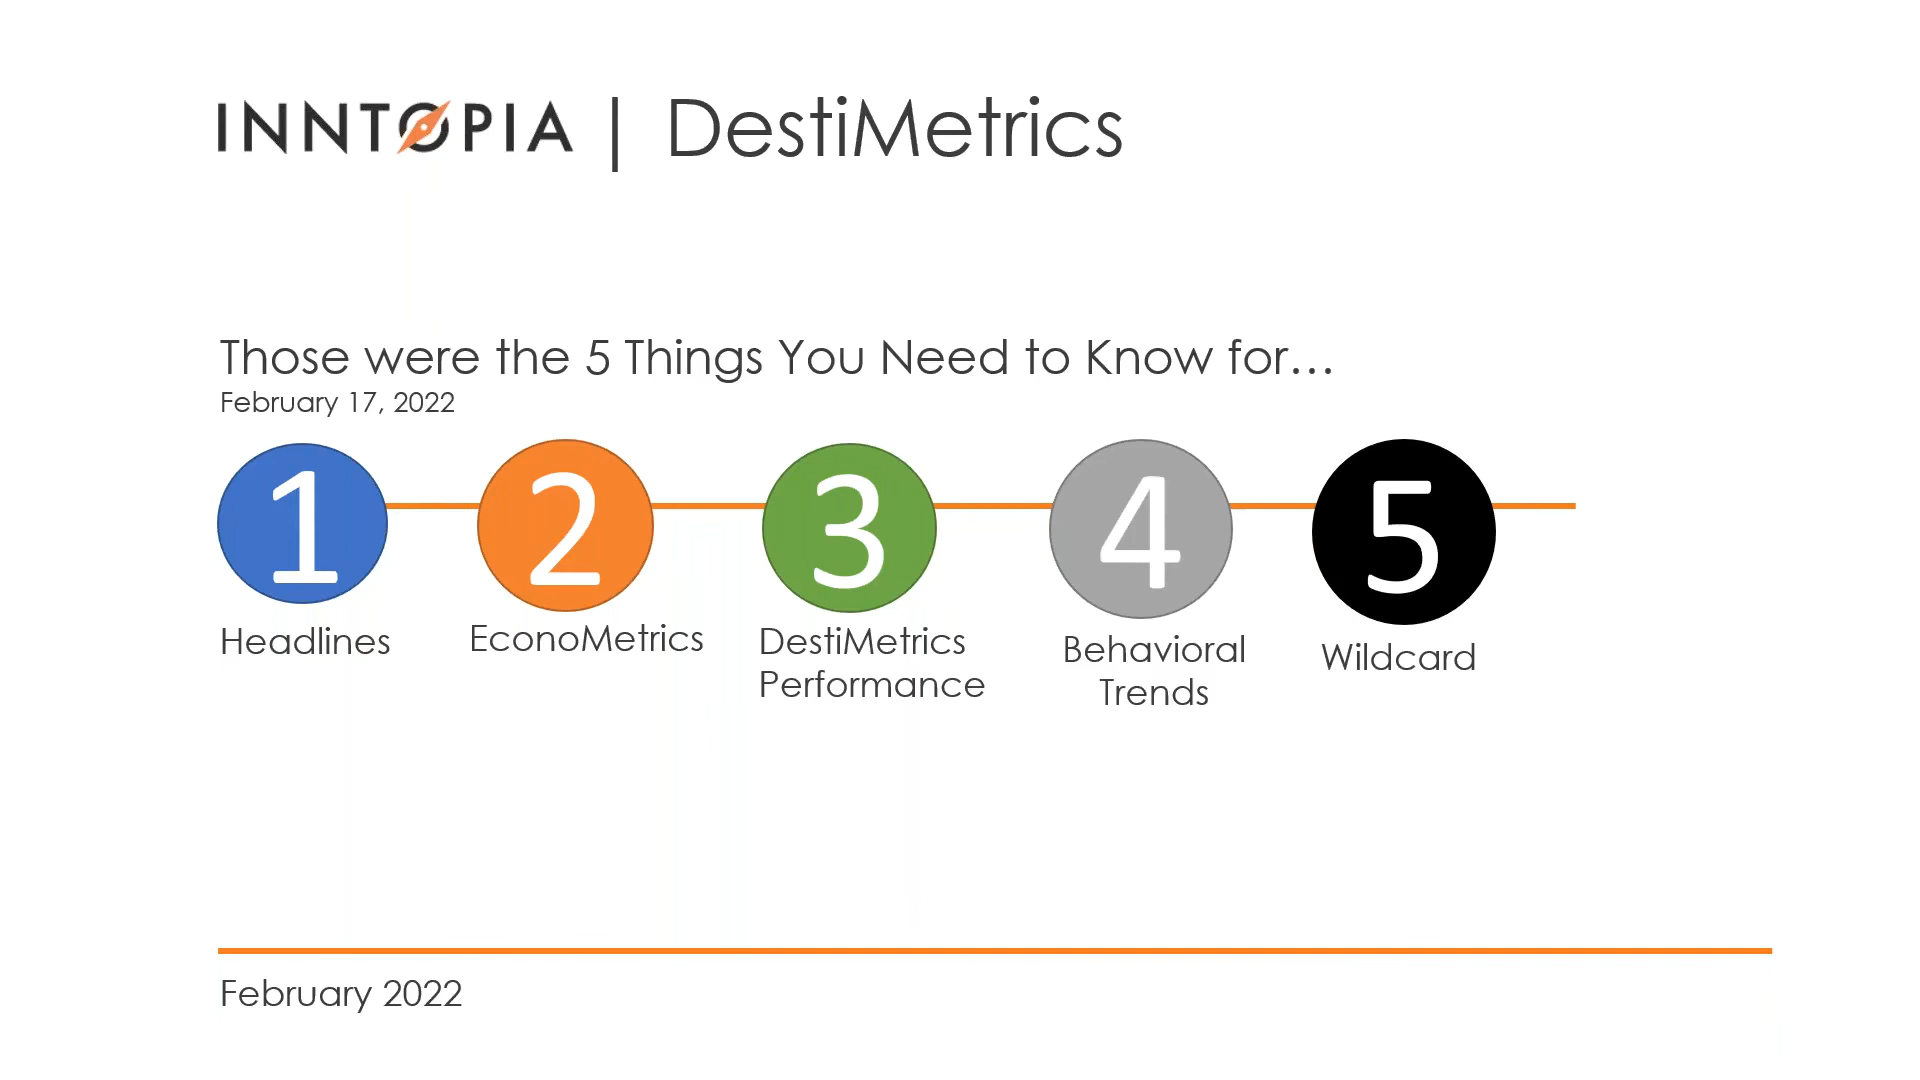 INNTOPIA | DestiMetrics
Those were the 5 Things You Need to Know for...
February 17, 2022
1 2 3 4 5
Headlines
EconoMetrics
DestiMetrics
Performance
Behavioral
Trends
Wildcard
February 2022